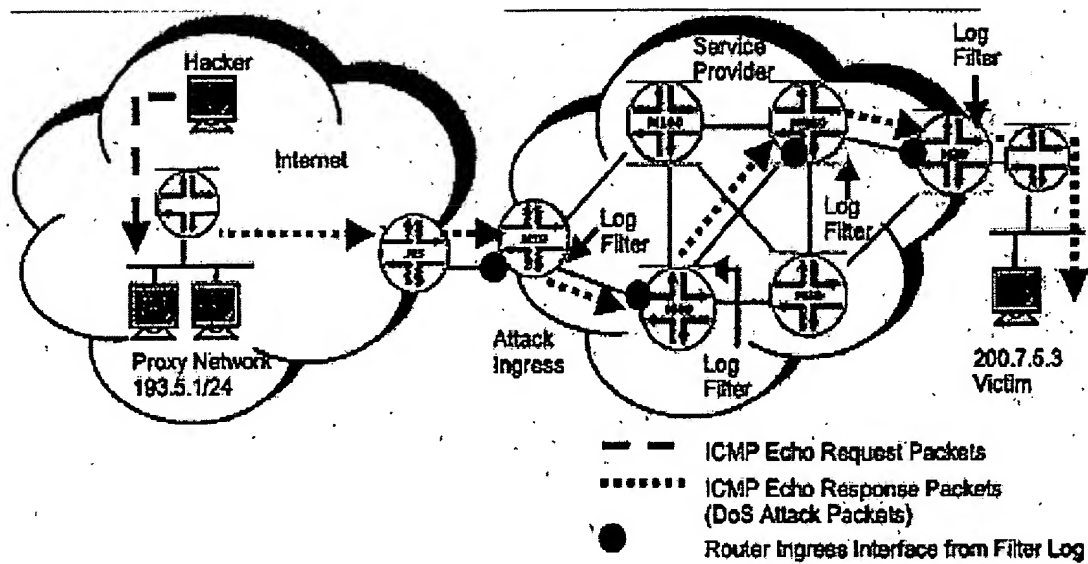 Hacker
Internet
Proxy Network
193.5.1/24
Service
Provider
Log
Filter
Log
Filter
Log
Filter
Attack
Ingress
Log
Filter
200.7.5.3
Victim
ICMP Echo Request Packets
ICMP Echo Response Packets
(DoS Attack Packets)
Router Ingress Interface from Filter Log